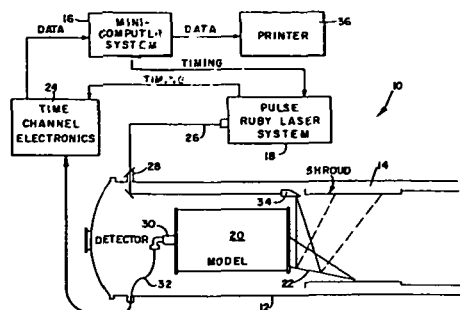 16
DATA
MINI-
COMPUTER
SYSTEM
DATA
PRINTER
36
TIMING
TIMING
24
TIME
CHANNEL
ELECTRONICS
PULSE
RUBY LASER
SYSTEM
26
18
10
28
SHROUD
14
34
30
DETECTOR
20
MODEL
32
22
12